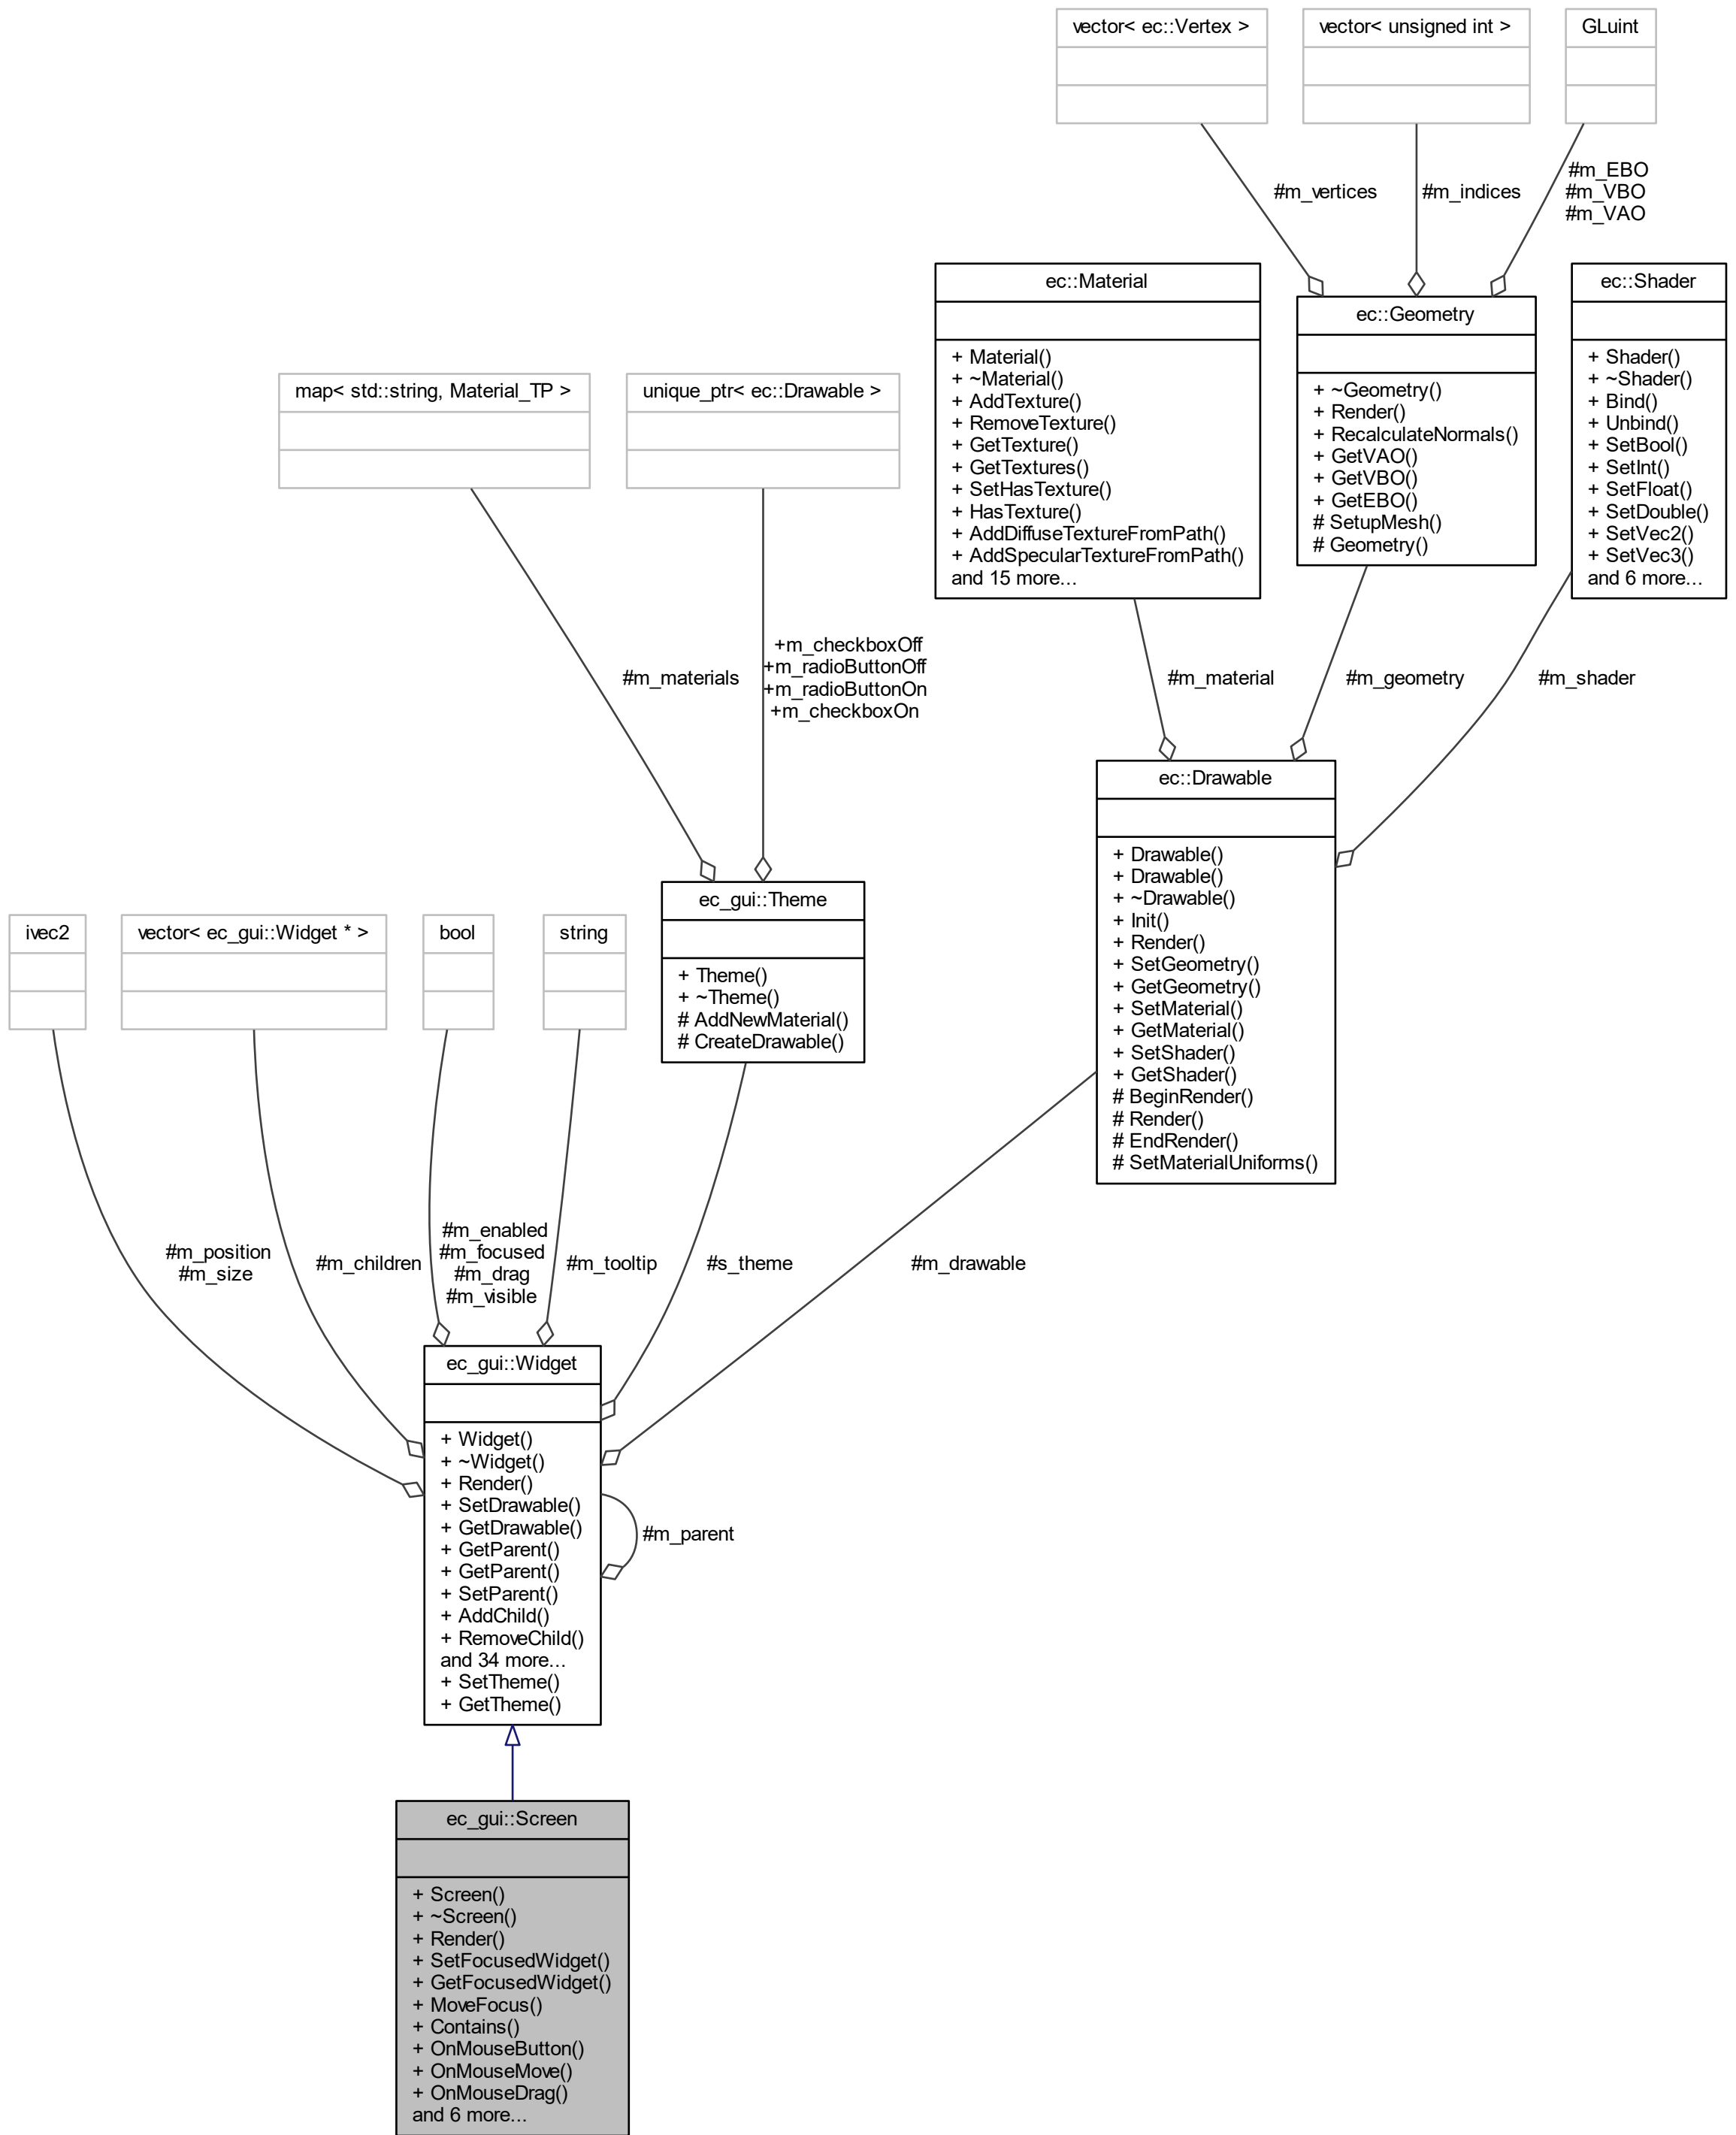 vector< ec::Vertex >
vector< unsigned int >
GLuint
#m_vertices
#m_indices
#m_EBO
#m_VBO
#m_VAO
ec::Material
+ Material()
+ ~Material()
+ AddTexture()
+ RemoveTexture()
+ GetTexture()
+ GetTextures()
+ SetHasTexture()
+ HasTexture()
+ AddDiffuseTextureFromPath()
+ AddSpecularTextureFromPath()
and 15 more...
ec::Geometry
+ ~Geometry()
+ Render()
+ RecalculateNormals()
+ GetVAO()
+ GetVBO()
+ GetEBO()
# SetupMesh()
# Geometry()
ec::Shader
+ Shader()
+ ~Shader()
+ Bind()
+ Unbind()
+ SetBool()
+ SetInt()
+ SetFloat()
+ SetDouble()
+ SetVec2()
+ SetVec3()
and 6 more...
map< std::string, Material_TP >
unique_ptr< ec::Drawable >
#m_materials
+m_checkboxOff
+m_radioButtonOff
+m_radioButtonOn
+m_checkboxOn
#m_material
#m_geometry
#m_shader
ec::Drawable
+ Drawable()
+ Drawable()
+ ~Drawable()
+ Init()
+ Render()
+ SetGeometry()
+ GetGeometry()
+ SetMaterial()
+ GetMaterial()
+ SetShader()
+ GetShader()
# BeginRender()
# Render()
# EndRender()
# SetMaterialUniforms()
ec_gui::Theme
+ Theme()
+ ~Theme()
# AddNewMaterial()
# CreateDrawable()
ivec2
vector< ec_gui::Widget * >
bool
string
#m_position
#m_size
#m_children
#m_enabled
#m_focused
#m_drag
#m_visible
#m_tooltip
#s_theme
#m_drawable
ec_gui::Widget
+ Widget()
+ ~Widget()
+ Render()
+ SetDrawable()
+ GetDrawable()
+ GetParent()
+ GetParent()
+ SetParent()
+ AddChild()
+ RemoveChild()
and 34 more...
+ SetTheme()
+ GetTheme()
#m_parent
ec_gui::Screen
+ Screen()
+ ~Screen()
+ Render()
+ SetFocusedWidget()
+ GetFocusedWidget()
+ MoveFocus()
+ Contains()
+ OnMouseButton()
+ OnMouseMove()
+ OnMouseDrag()
and 6 more...